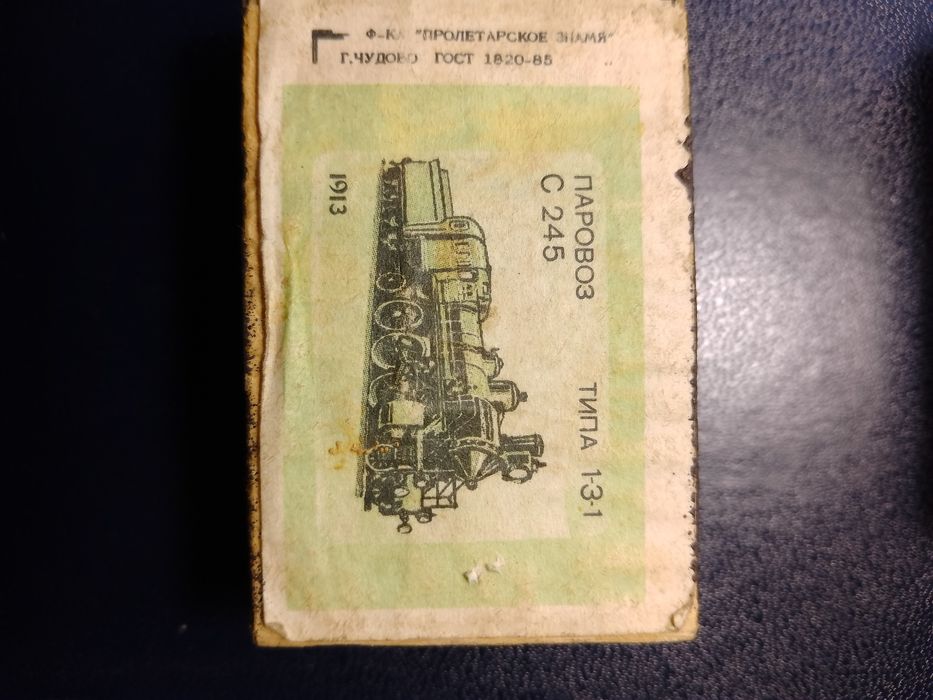 Ф-КА "ПРОЛЕТАРСКОЕ ЗНАМЯ"
Г.ЧУДОВО ГОСТ 1820-85
ПАРОВОЗ ТИПА 1-3-1
С 245
1913